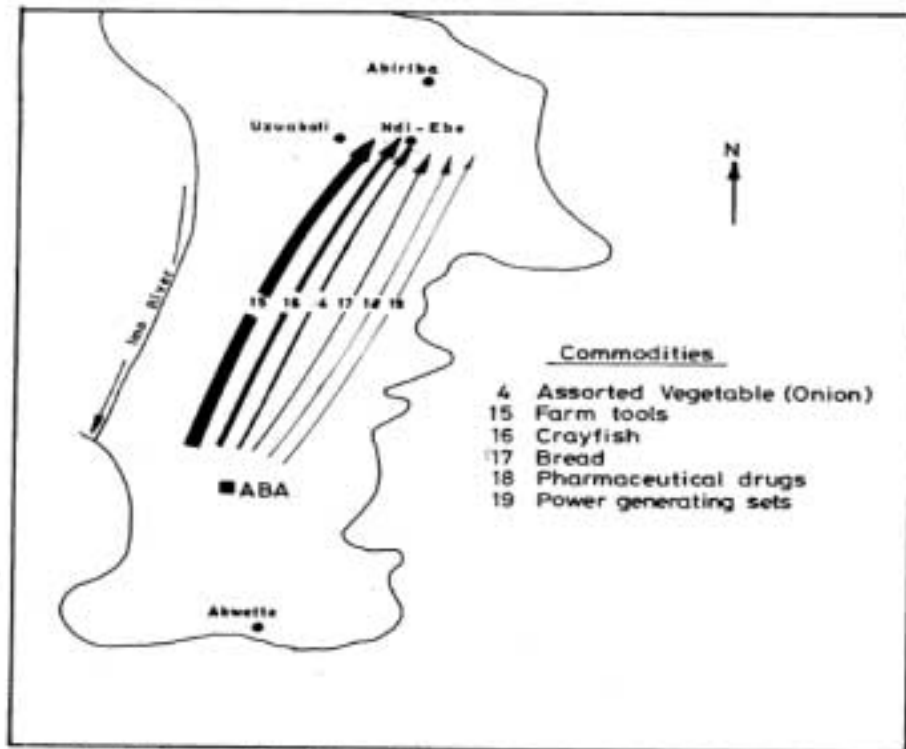 Abiriba
Uzuakoli Ndi-Ebe
N
15 16 4 17 18 19
Imo River
Commodities
4 Assorted Vegetable (Onion)
15 Farm tools
16 Crayfish
17 Bread
18 Pharmaceutical drugs
19 Power generating sets
ABA
Akwette